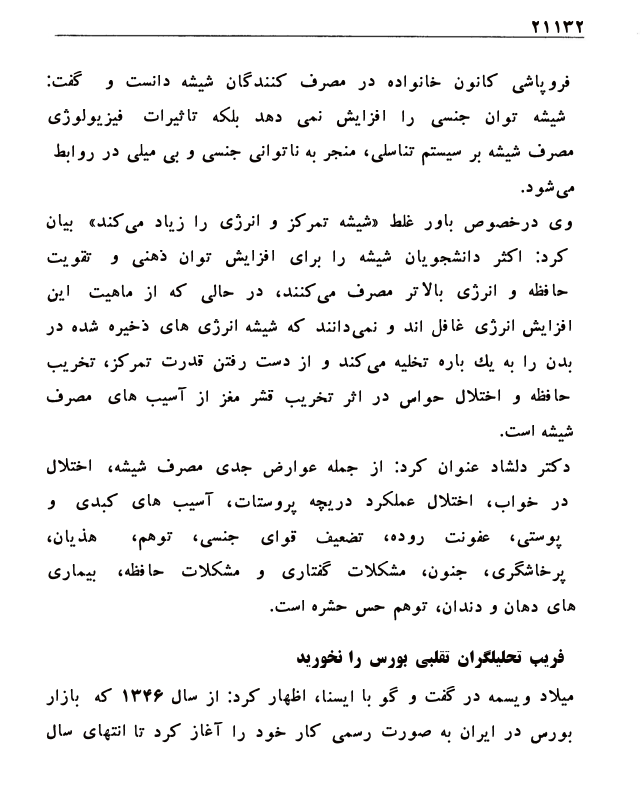 ۲۱۱۳۲
فروپاشی کانون خانواده در مصرف کنندگان شیشه دانست و گفت:
شیشه توان جنسی را افزایش نمی دهد بلکه تاثیرات فیزیولوژی
مصرف شیشه بر سیستم تناسلی، منجر به ناتوانی جنسی و بی میلی در روابط
می‌شود.
وی درخصوص باور غلط «شیشه تمرکز و انرژی را زیاد می‌کند» بیان
کرد: اکثر دانشجویان شیشه را برای افزایش توان ذهنی و تقویت
حافظه و انرژی بالاتر مصرف می‌کنند، در حالی که از ماهیت این
افزایش انرژی غافل اند و نمی‌دانند که شیشه انرژی های ذخیره شده در
بدن را به یك باره تخلیه می‌کند و از دست رفتن قدرت تمرکز، تخریب
حافظه و اختلال حواس در اثر تخریب قشر مغز از آسیب های مصرف
شیشه است.
دکتر دلشاد عنوان کرد: از جمله عوارض جدی مصرف شیشه، اختلال
در خواب، اختلال عملکرد دریچه پروستات، آسیب های کبدی و
پوستی، عفونت روده، تضعیف قوای جنسی، توهم، هذیان،
پرخاشگری، جنون، مشکلات گفتاری و مشکلات حافظه، بیماری
های دهان و دندان، توهم حس حشره است.
فریب تحلیلگران تقلبی بورس را نخورید
میلاد ویسمه در گفت و گو با ایسنا، اظهار کرد: از سال ۱۳۴۶ که بازار
بورس در ایران به صورت رسمی کار خود را آغاز کرد تا انتهای سال